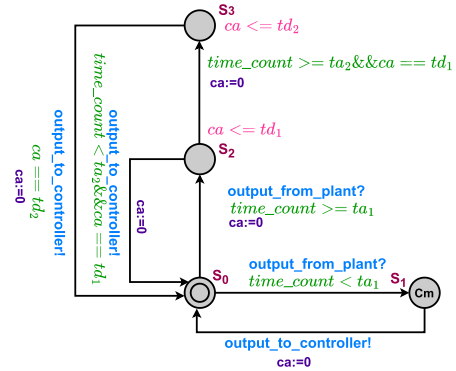 S3
ca <= td2
time_count >= ta2&&ca == td1
ca:=0
ca <= td1
S2
output_to_controller!
time_count < ta2&&ca == td1
ca:=0
output_to_controller!
ca == td2
ca:=0
output_from_plant?
time_count >= ta1
ca:=0
S0
output_from_plant?
time_count < ta1
S1
Cm
output_to_controller!
ca:=0